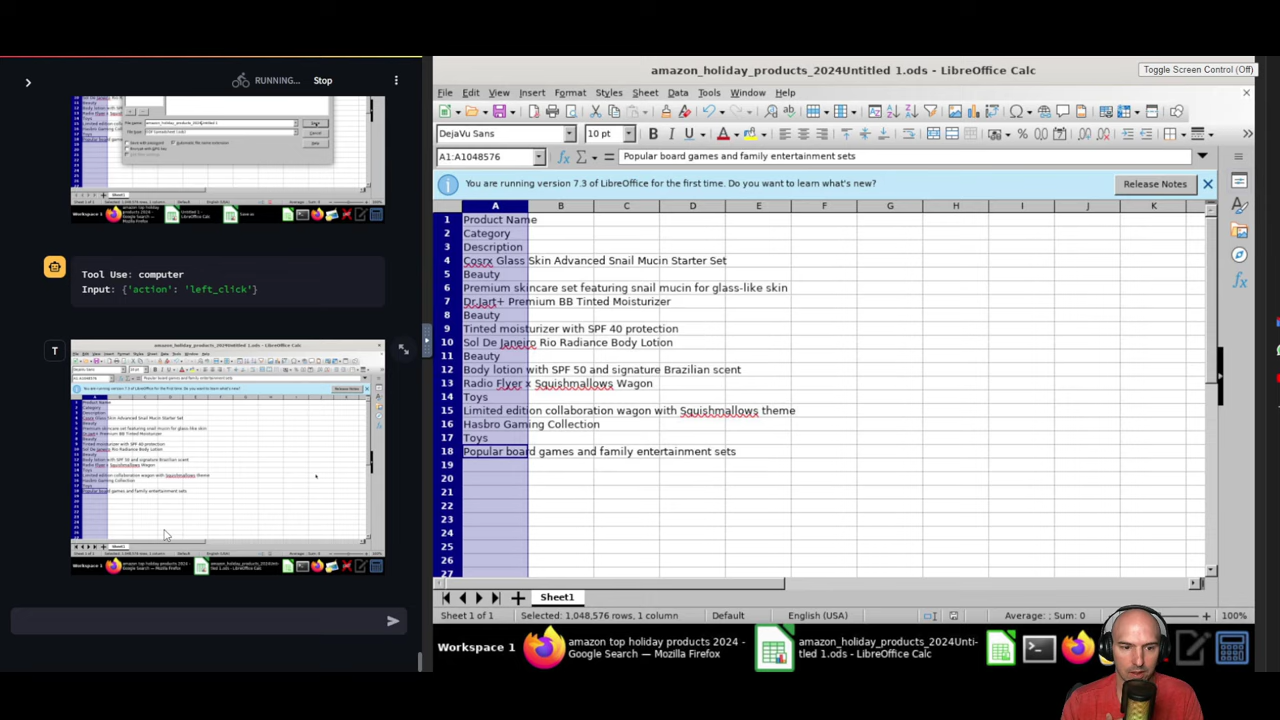 RUNNING...
Stop
Tool Use: computer
Input: {'action': 'left_click'}
amazon_holiday_products_2024Untitled 1.ods - LibreOffice Calc
Toggle Screen Control (Off)
File Edit View Insert Format Styles Sheet Data Tools Window Help
DejaVu Sans
10 pt
A1:A1048576
Popular board games and family entertainment sets
You are running version 7.3 of LibreOffice for the first time. Do you want to learn what's new?
Release Notes
A C D E F G H I J K
1 Product Name
2 Category
3 Description
4 Cosrx Glass Skin Advanced Snail Mucin Starter Set
5 Beauty
6 Premium skincare set featuring snail mucin for glass-like skin
7 Dr.Jart+ Premium BB Tinted Moisturizer
8 Beauty
9 Tinted moisturizer with SPF 40 protection
10 Sol De Janeiro Rio Radiance Body Lotion
11 Beauty
12 Body lotion with SPF 50 and signature Brazilian scent
13 Radio Flyer x Squishmallows Wagon
14 Toys
15 Limited edition collaboration wagon with Squishmallows theme
16 Hasbro Gaming Collection
17 Toys
18 Popular board games and family entertainment sets
19
20
21
22
23
24
25
26
27
Sheet1
Sheet 1 of 1
Selected: 1,048,576 rows, 1 column
Default
English (USA)
Average: ; Sum: 0
100%
Workspace 1
amazon top holiday products 2024 -
Google Search — Mozilla Firefox
amazon_holiday_products_2024Unti-
tled 1.ods - LibreOffice Calc